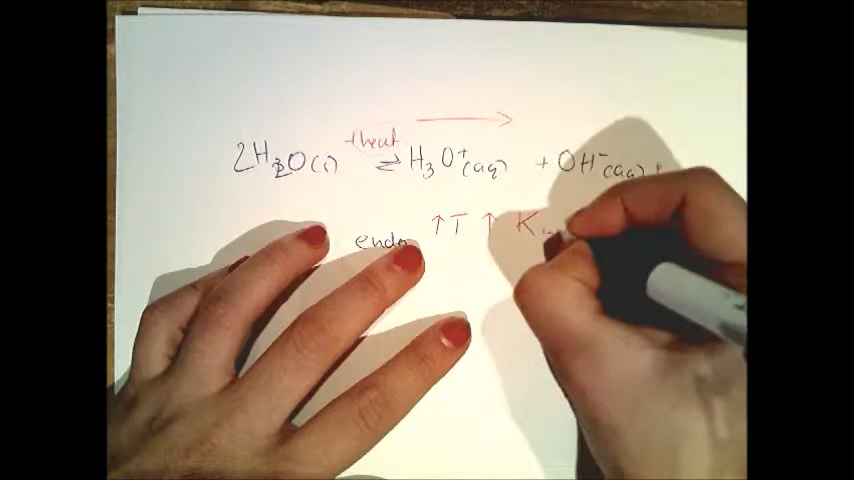 2H₂O(l) + heat ⇌ H₃O⁺(aq) + OH⁻(aq)
endo ↑T ↑ K